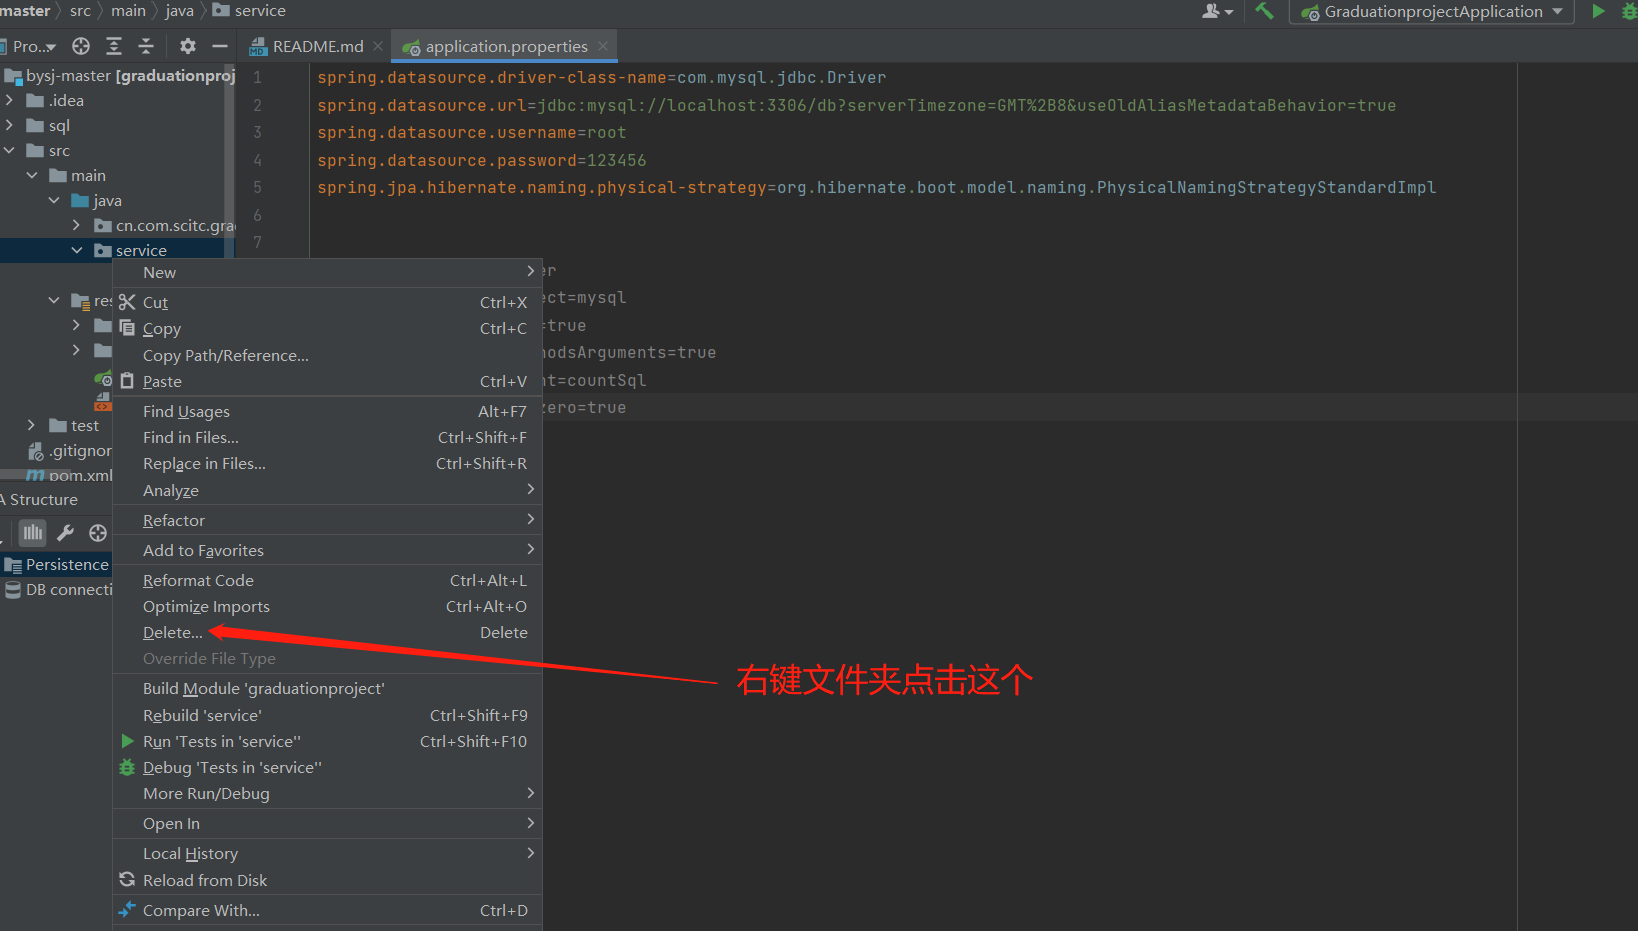 master src main java service
GraduationprojectApplication
Pro... README.md application.properties
bysj-master [graduationproj
.idea
sql
src
main
java
cn.com.scitc.gra
service
res
test
.gitignor
pom.xml
A Structure
Persistence
DB connecti
1 spring.datasource.driver-class-name=com.mysql.jdbc.Driver
2 spring.datasource.url=jdbc:mysql://localhost:3306/db?serverTimezone=GMT%2B8&useOldAliasMetadataBehavior=true
3 spring.datasource.username=root
4 spring.datasource.password=123456
5 spring.jpa.hibernate.naming.physical-strategy=org.hibernate.boot.model.naming.PhysicalNamingStrategyStandardImpl
6
7
er
ect=mysql
=true
hodsArguments=true
nt=countSql
zero=true
New
Cut Ctrl+X
Copy Ctrl+C
Copy Path/Reference...
Paste Ctrl+V
Find Usages Alt+F7
Find in Files... Ctrl+Shift+F
Replace in Files... Ctrl+Shift+R
Analyze
Refactor
Add to Favorites
Reformat Code Ctrl+Alt+L
Optimize Imports Ctrl+Alt+O
Delete... Delete
Override File Type
Build Module 'graduationproject'
Rebuild 'service' Ctrl+Shift+F9
Run 'Tests in 'service'' Ctrl+Shift+F10
Debug 'Tests in 'service''
More Run/Debug
Open In
Local History
Reload from Disk
Compare With... Ctrl+D
右键文件夹点击这个